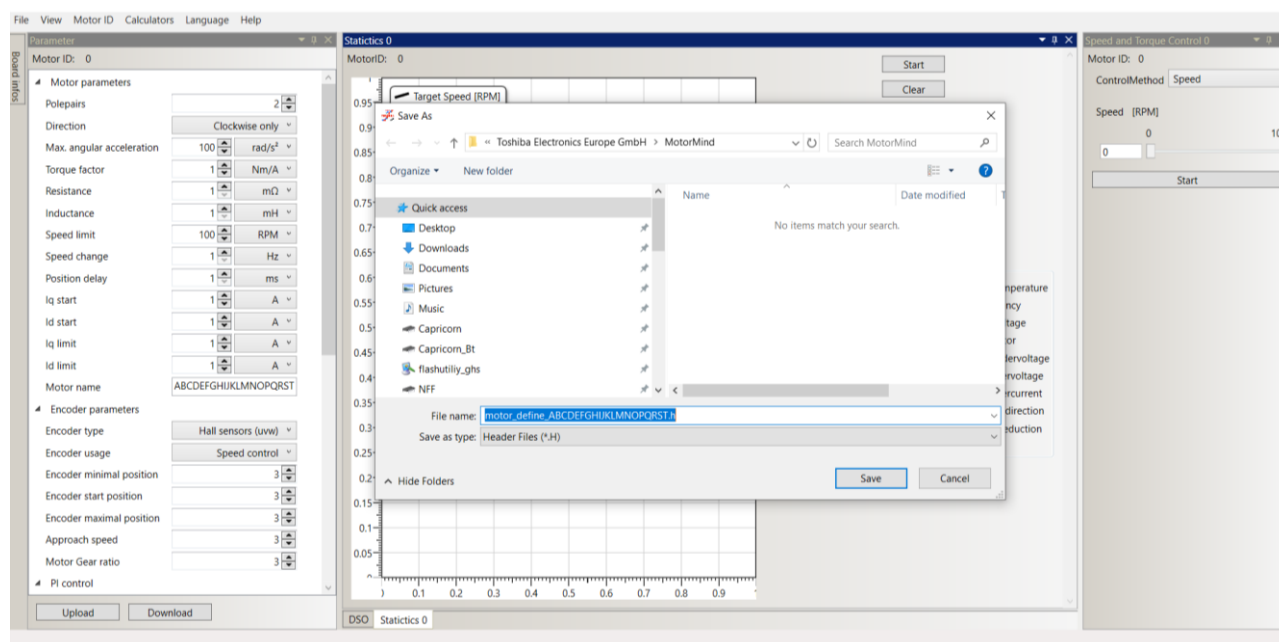 File View Motor ID Calculators Language Help
Board infos
Parameter
Motor ID: 0
Motor parameters
Polepairs 2
Direction Clockwise only
Max. angular acceleration 100 rad/s²
Torque factor 1 Nm/A
Resistance 1 mΩ
Inductance 1 mH
Speed limit 100 RPM
Speed change 1 Hz
Position delay 1 ms
Iq start 1 A
Id start 1 A
Iq limit 1 A
Id limit 1 A
Motor name ABCDEFGHIJKLMNOPQRST
Encoder parameters
Encoder type Hall sensors (uvw)
Encoder usage Speed control
Encoder minimal position 3
Encoder start position 3
Encoder maximal position 3
Approach speed 3
Motor Gear ratio 3
PI control
Upload Download
Statictics 0
MotorID: 0
Start
Clear
Target Speed [RPM]
0.95
0.9
0.85
0.8
0.75
0.7
0.65
0.6
0.55
0.5
0.45
0.4
0.35
0.3
0.25
0.2
0.15
0.1
0.05
0.1 0.2 0.3 0.4 0.5 0.6 0.7 0.8 0.9
DSO Statictics 0
Save As
« Toshiba Electronics Europe GmbH > MotorMind
Search MotorMind
Organize New folder
Name Date modified
No items match your search.
Quick access
Desktop
Downloads
Documents
Pictures
Music
Capricorn
Capricorn_Bt
flashutiliy_ghs
NFF
File name: motor_define_ABCDEFGHIJKLMNOPQRST.h
Save as type: Header Files (*.H)
Hide Folders
Save Cancel
nperature
ncy
tage
or
dervoltage
rvoltage
rcurrent
direction
eduction
Speed and Torque Control 0
Motor ID: 0
ControlMethod Speed
Speed [RPM]
0 10
0
Start